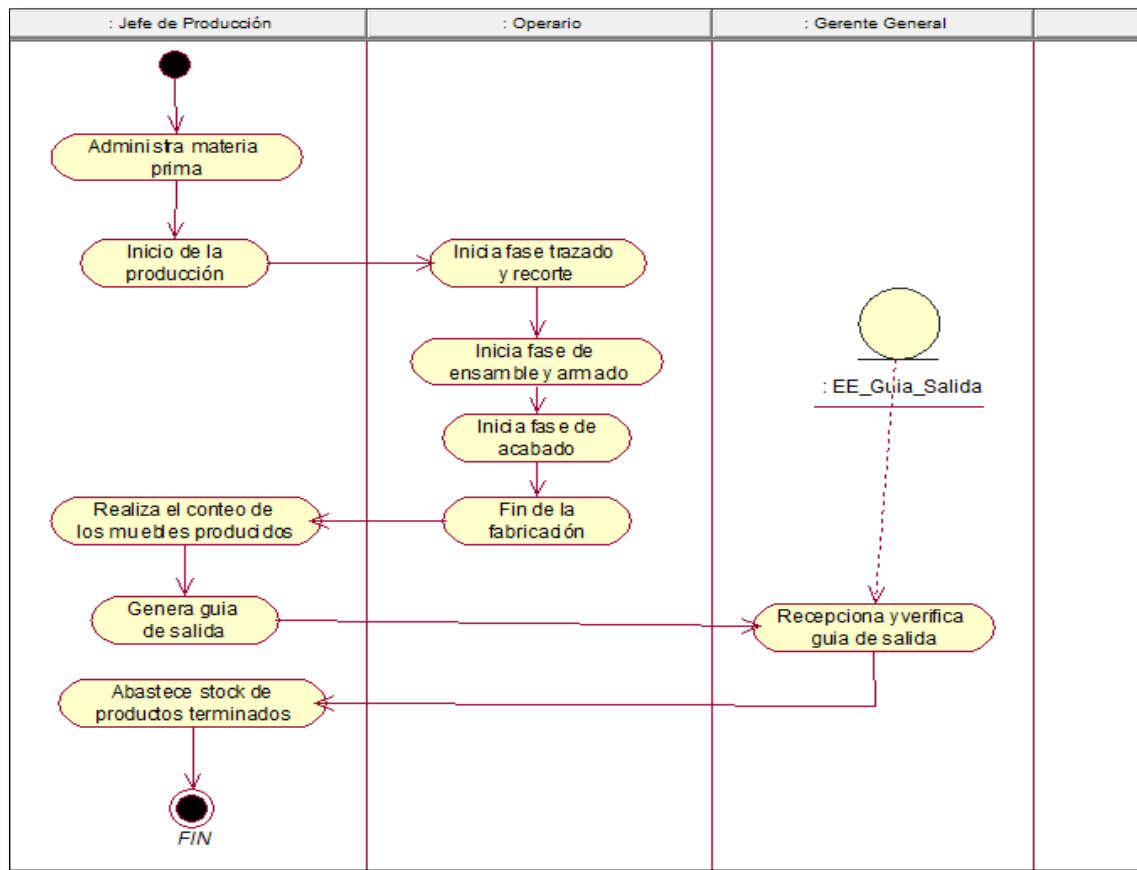 : Jefe de Producción
: Operario
: Gerente General
Administra materia
prima
Inicio de la
producción
Inicia fase trazado
y recorte
Inicia fase de
ensamble y armado
: EE_Guia_Salida
Inicia fase de
acabado
Realiza el conteo de
los muebles producidos
Fin de la
fabricación
Genera guia
de salida
Recepciona y verifica
guia de salida
Abastece stock de
productos terminados
FIN